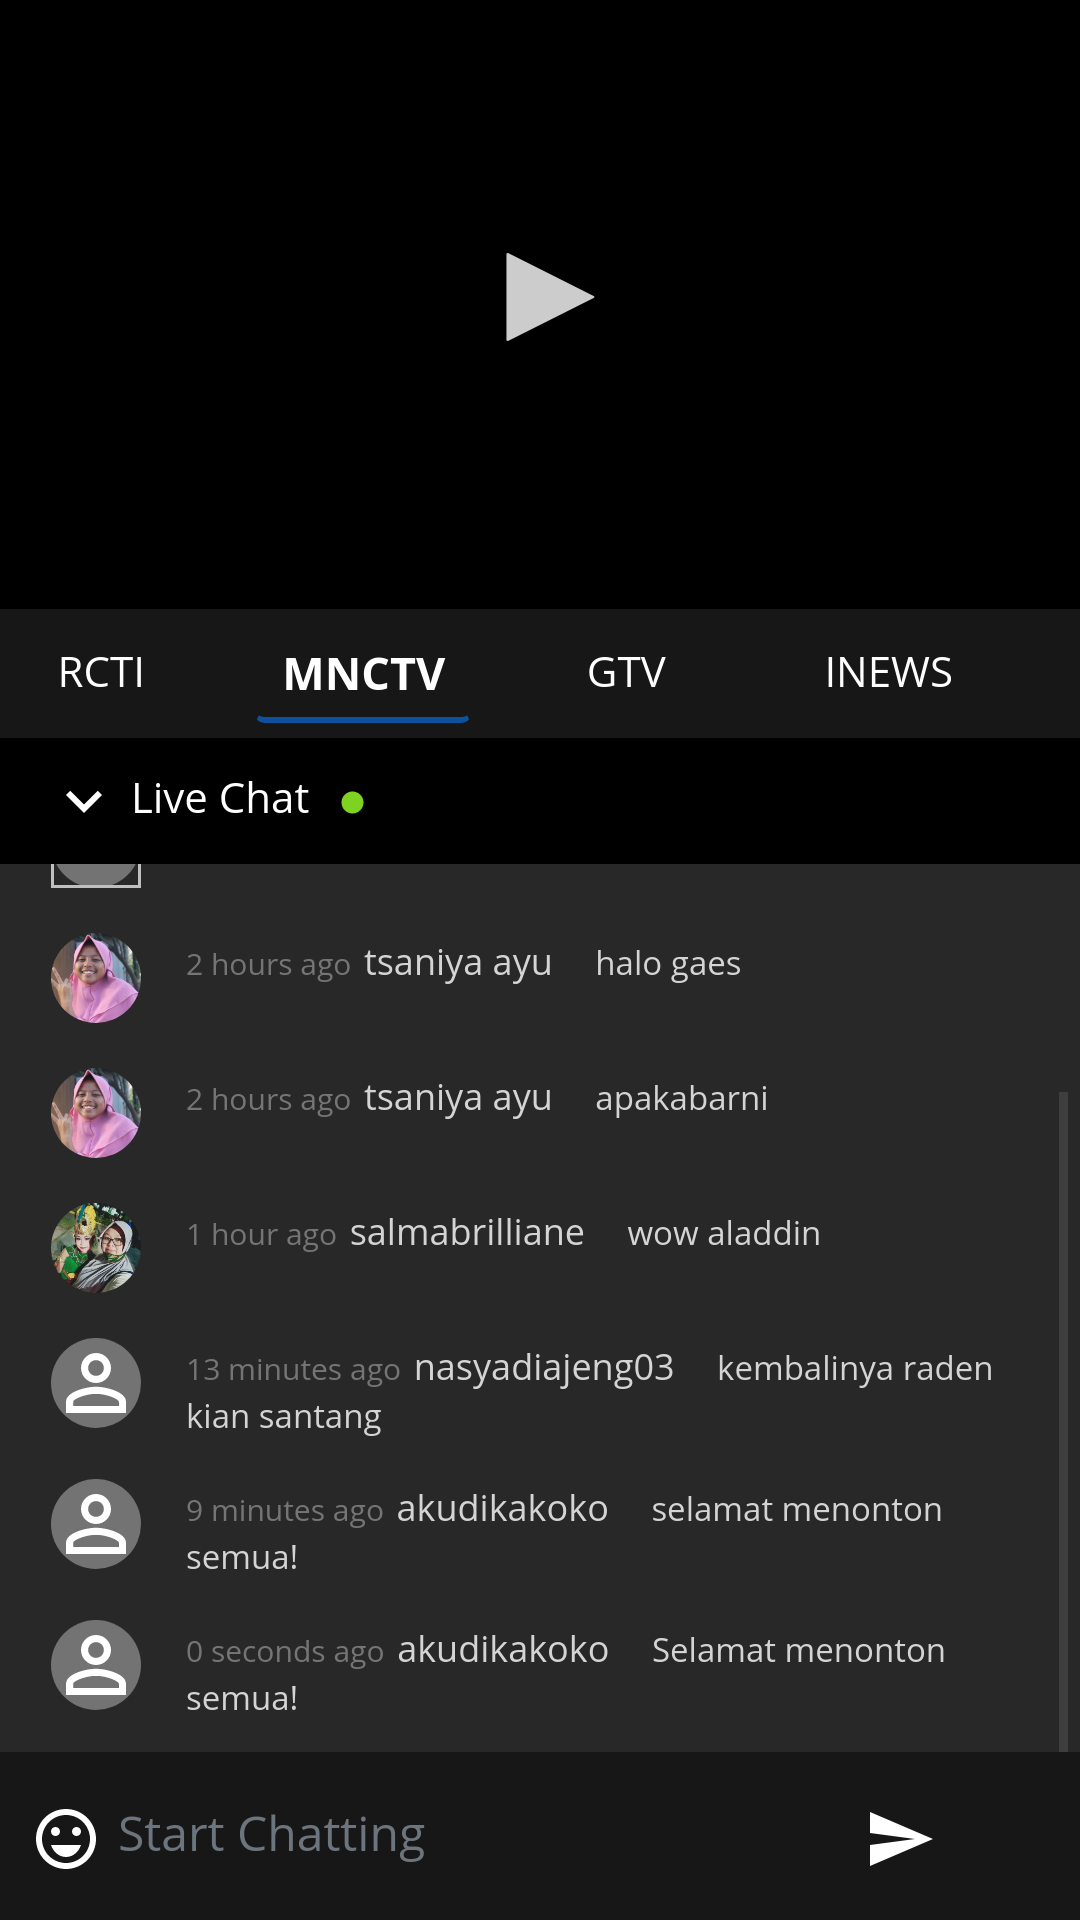 RCTI MNCTV GTV INEWS
Live Chat
2 hours ago tsaniya ayu halo gaes
2 hours ago tsaniya ayu apakabarni
1 hour ago salmabrilliane wow aladdin
13 minutes ago nasyadiajeng03 kembalinya raden
kian santang
9 minutes ago akudikakoko selamat menonton
semua!
0 seconds ago akudikakoko Selamat menonton
semua!
Start Chatting